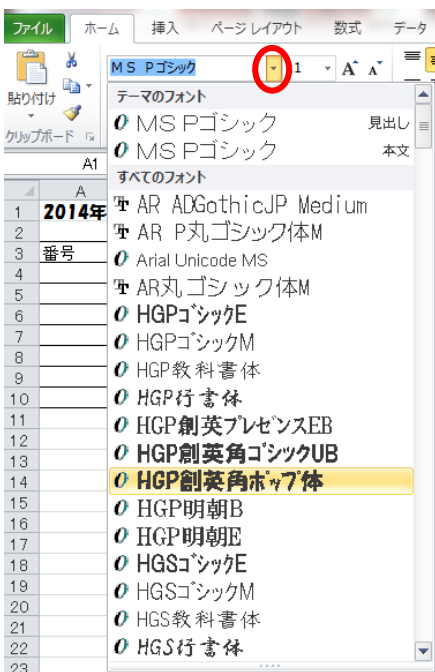 ファイル ホーム 挿入 ページ レイアウト 数式 データ
貼り付け
MS Pゴシック
クリップボード
A1
テーマのフォント
MS Pゴシック 見出し
MS Pゴシック 本文
すべてのフォント
A
1 2014年
AR ADGothicJP Medium
2
AR P丸ゴシック体M
3 番号
Arial Unicode MS
4
AR丸ゴシック体M
5
6
HGPゴシックE
7
HGPゴシックM
8
HGP教科書体
9
10
HGP行書体
11
HGP創英プレゼンスEB
12
HGP創英角ゴシックUB
13
14
HGP創英角ポップ体
15
HGP明朝B
16
17
HGP明朝E
18
HGSゴシックE
19
HGSゴシックM
20
HGS教科書体
21
22
HGS行書体
23